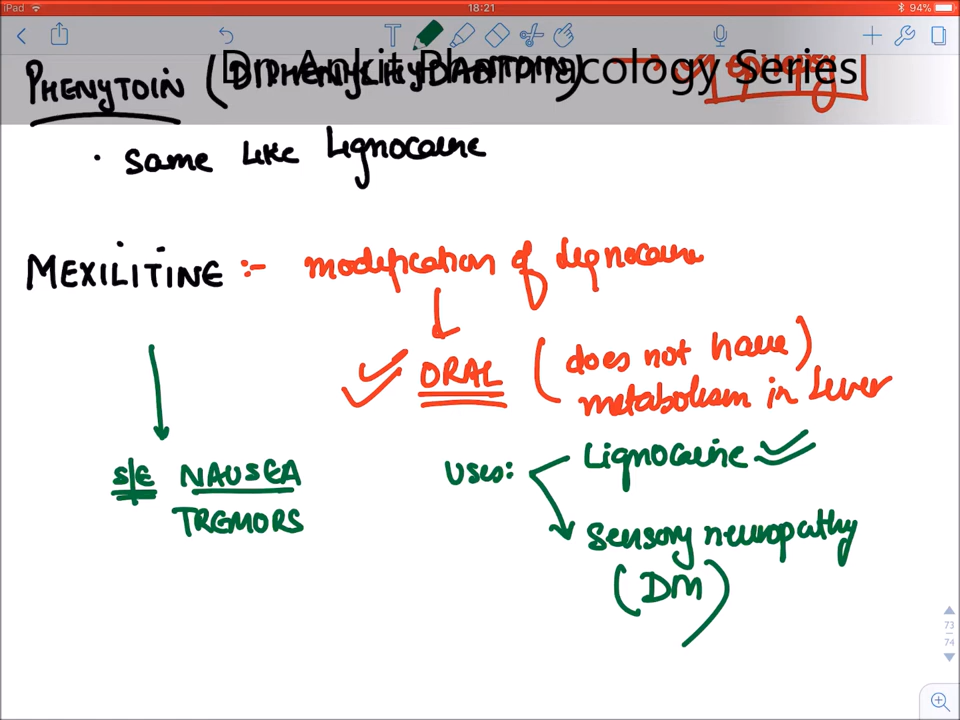 iPad
18:21
94%
T
PHENYTOIN (DIPHENYLHYDANTOIN)
Dr. Ankit Pharmacology Series
• Same like Lignocaine
MEXILITINE :- modification of Lignocaine
ORAL (does not have)
metabolism in Liver
S/E NAUSEA
TREMORS
Uses: Lignocaine
Sensory neuropathy
(DM)
73
74